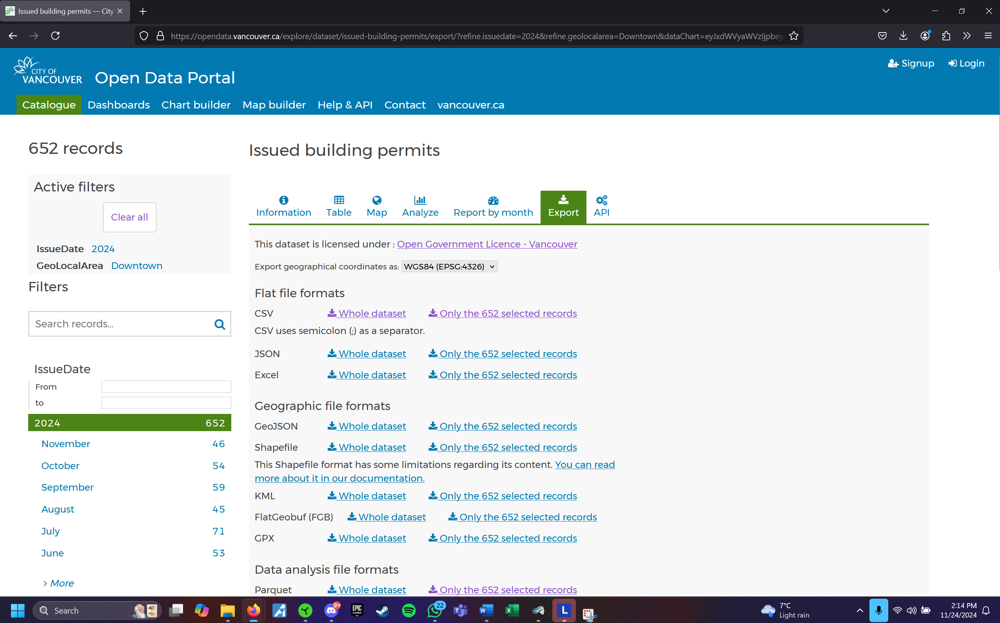 Issued building permits — City
https://opendata.vancouver.ca/explore/dataset/issued-building-permits/export/?refine.issuedate=2024&refine.geolocalarea=Downtown&dataChart=eyJxdWVyaWVzIjpbey
CITY OF
VANCOUVER
Open Data Portal
Signup
Login
Catalogue Dashboards Chart builder Map builder Help & API Contact vancouver.ca
652 records
Active filters
Clear all
IssueDate 2024
GeoLocalArea Downtown
Filters
Search records...
IssueDate
From
to
2024 652
November 46
October 54
September 59
August 45
July 71
June 53
> More
Issued building permits
Information Table Map Analyze Report by month Export API
This dataset is licensed under : Open Government Licence - Vancouver
Export geographical coordinates as: WGS84 (EPSG:4326)
Flat file formats
CSV Whole dataset Only the 652 selected records
CSV uses semicolon (;) as a separator.
JSON Whole dataset Only the 652 selected records
Excel Whole dataset Only the 652 selected records
Geographic file formats
GeoJSON Whole dataset Only the 652 selected records
Shapefile Whole dataset Only the 652 selected records
This Shapefile format has some limitations regarding its content. You can read
more about it in our documentation.
KML Whole dataset Only the 652 selected records
FlatGeobuf (FGB) Whole dataset Only the 652 selected records
GPX Whole dataset Only the 652 selected records
Data analysis file formats
Parquet Whole dataset Only the 652 selected records
Search
9+
EPIC
GAMES
22
T
W
X
L
7°C
Light rain
2:14 PM
11/24/2024